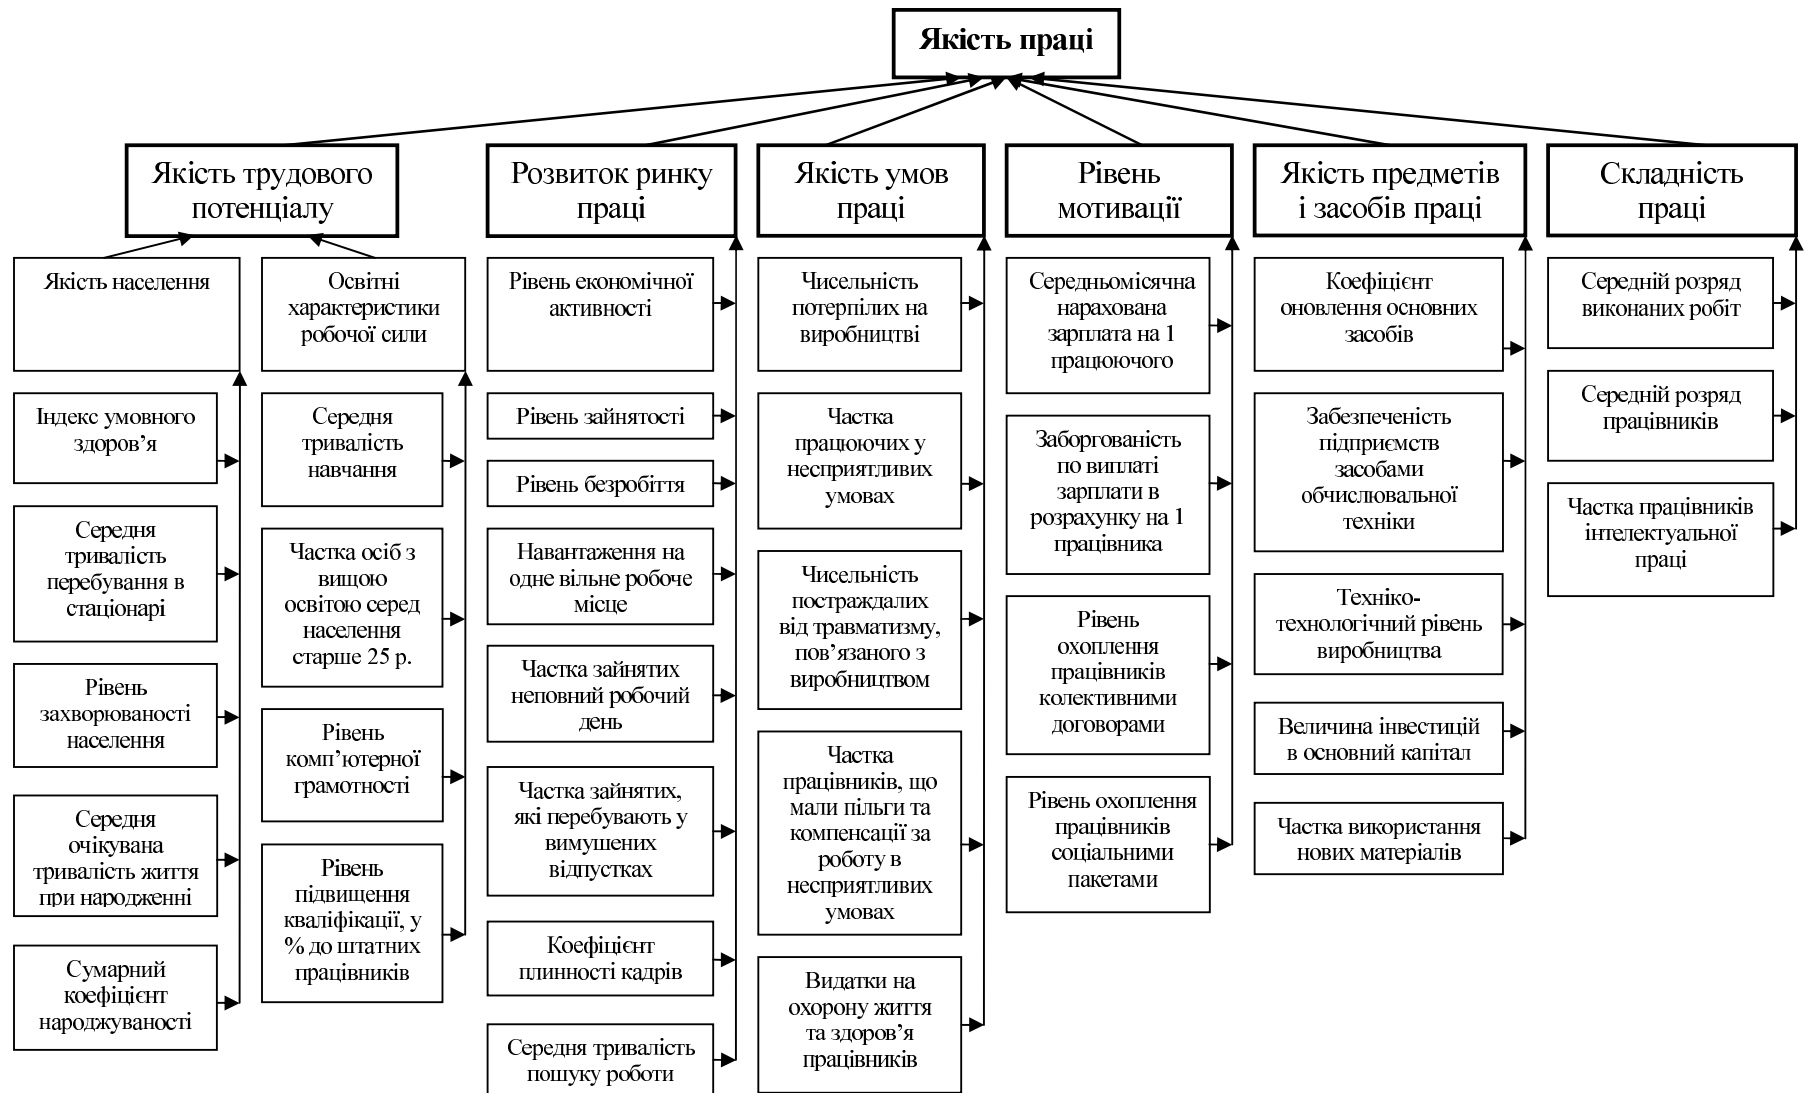 Якість праці
Якість трудового
потенціалу
Розвиток ринку
праці
Якість умов
праці
Рівень
мотивації
Якість предметів
і засобів праці
Складність
праці
Якість населення
Індекс умовного
здоров’я
Середня
тривалість
перебування в
стаціонарі
Рівень
захворюваності
населення
Середня
очікувана
тривалість життя
при народженні
Сумарний
коефіцієнт
народжуваності
Освітні
характеристики
робочої сили
Середня
тривалість
навчання
Частка осіб з
вищою
освітою серед
населення
старше 25 р.
Рівень
комп’ютерної
грамотності
Рівень
підвищення
кваліфікації, у
% до штатних
працівників
Рівень економічної
активності
Рівень зайнятості
Рівень безробіття
Навантаження на
одне вільне робоче
місце
Частка зайнятих
неповний робочий
день
Частка зайнятих,
які перебувають у
вимушених
відпустках
Коефіцієнт
плинності кадрів
Середня тривалість
пошуку роботи
Чисельність
потерпілих на
виробництві
Частка
працюючих у
несприятливих
умовах
Чисельність
постраждалих
від травматизму,
пов’язаного з
виробництвом
Частка
працівників, що
мали пільги та
компенсації за
роботу в
несприятливих
умовах
Видатки на
охорону життя
та здоров’я
працівників
Середньомісячна
нарахована
зарплата на 1
працюючого
Заборгованість
по виплаті
зарплати в
розрахунку на 1
працівника
Рівень
охоплення
працівників
колективними
договорами
Рівень охоплення
працівників
соціальними
пакетами
Коефіцієнт
оновлення основних
засобів
Забезпеченість
підприємств
засобами
обчислювальної
техніки
Техніко-
технологічний рівень
виробництва
Величина інвестицій
в основний капітал
Частка використання
нових матеріалів
Середній розряд
виконаних робіт
Середній розряд
працівників
Частка працівників
інтелектуальної
праці